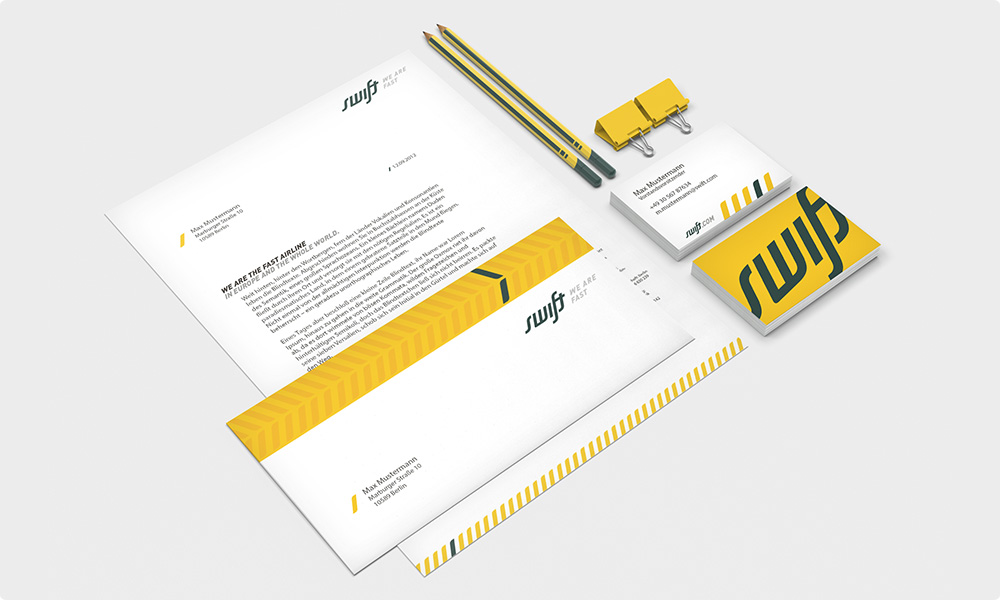 swift WE ARE
FAST
12.09.2012
Max Mustermann
Marburger Straße 10
10589 Berlin
WE ARE THE FAST AIRLINE
IN EUROPE AND THE WHOLE WORLD.
Weit hinten, hinter den Wortbergen, fern der Länder Vokalien und Konsonantien
leben die Blindtexte. Abgeschieden wohnen Sie in Buchstabhausen an der Küste
des Semantik, eines großen Sprachozeans. Ein kleines Bächlein namens Duden
fließt durch ihren Ort und versorgt sie mit den nötigen Regelialien. Es ist ein
paradiesmatisches Land, in dem einem gebratene Satzteile in den Mund fliegen.
Nicht einmal von der allmächtigen Interpunktion werden die Blindtexte
beherrscht – ein geradezu unorthographisches Leben.
Eines Tages aber beschloß eine kleine Zeile Blindtext, ihr Name war Lorem
Ipsum, hinaus zu gehen in die weite Grammatik. Der große Oxmox riet ihr davon
ab, da es dort wimmele von bösen Kommata, wilden Fragezeichen und
hinterhältigen Semikoli, doch das Blindtextchen ließ sich nicht beirren. Es packte
seine sieben Versalien, schob sich sein Initial in den Gürtel und machte sich auf
den Weg.
swift WE ARE
FAST
Max Mustermann
Marburger Straße 10
10589 Berlin
Max Mustermann
Vorstandsvorsitzender
+49 30 567 87634
m.mustermann@swift.com
swift.COM
swift
142